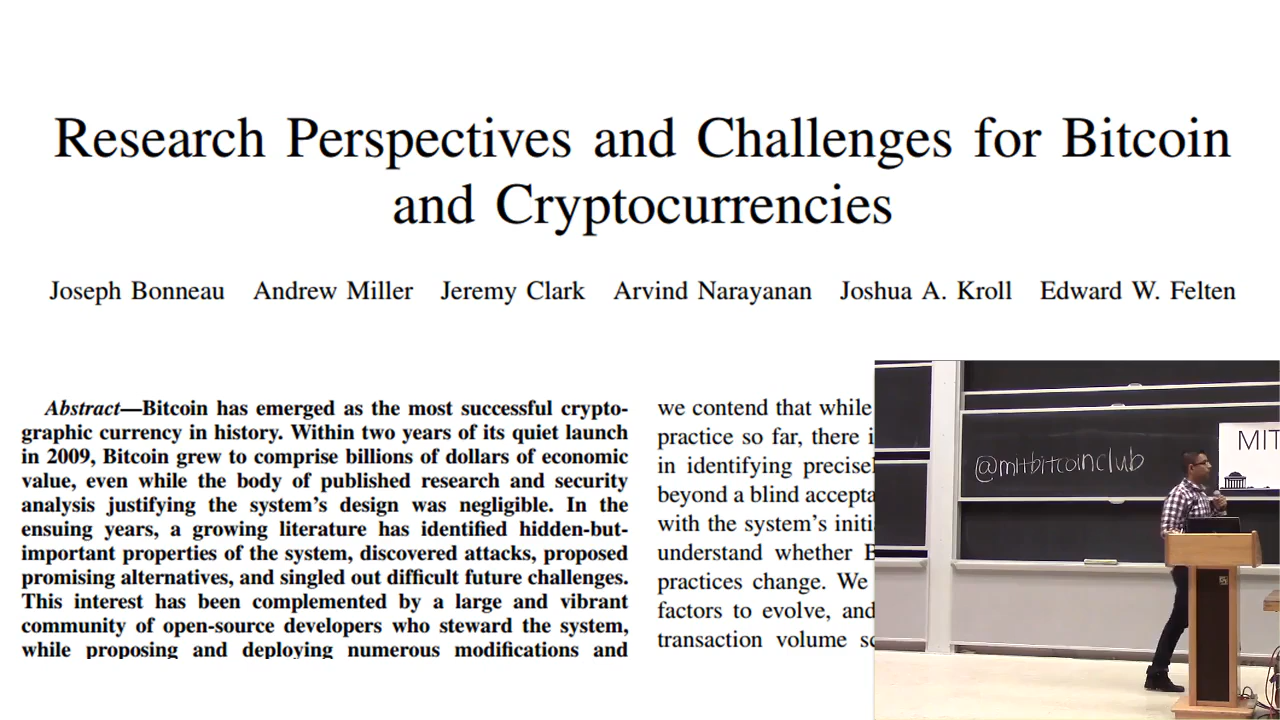 Research Perspectives and Challenges for Bitcoin
and Cryptocurrencies
Joseph Bonneau Andrew Miller Jeremy Clark Arvind Narayanan Joshua A. Kroll Edward W. Felten
Abstract—Bitcoin has emerged as the most successful crypto-
graphic currency in history. Within two years of its quiet launch
in 2009, Bitcoin grew to comprise billions of dollars of economic
value, even while the body of published research and security
analysis justifying the system's design was negligible. In the
ensuing years, a growing literature has identified hidden-but-
important properties of the system, discovered attacks, proposed
promising alternatives, and singled out difficult future challenges.
This interest has been complemented by a large and vibrant
community of open-source developers who steward the system,
while proposing and deploying numerous modifications and
we contend that while
practice so far, there i
in identifying precisel
beyond a blind accepta
with the system's initi
understand whether B
practices change. We
factors to evolve, and
transaction volume sc
@mitbitcoinclub
MIT